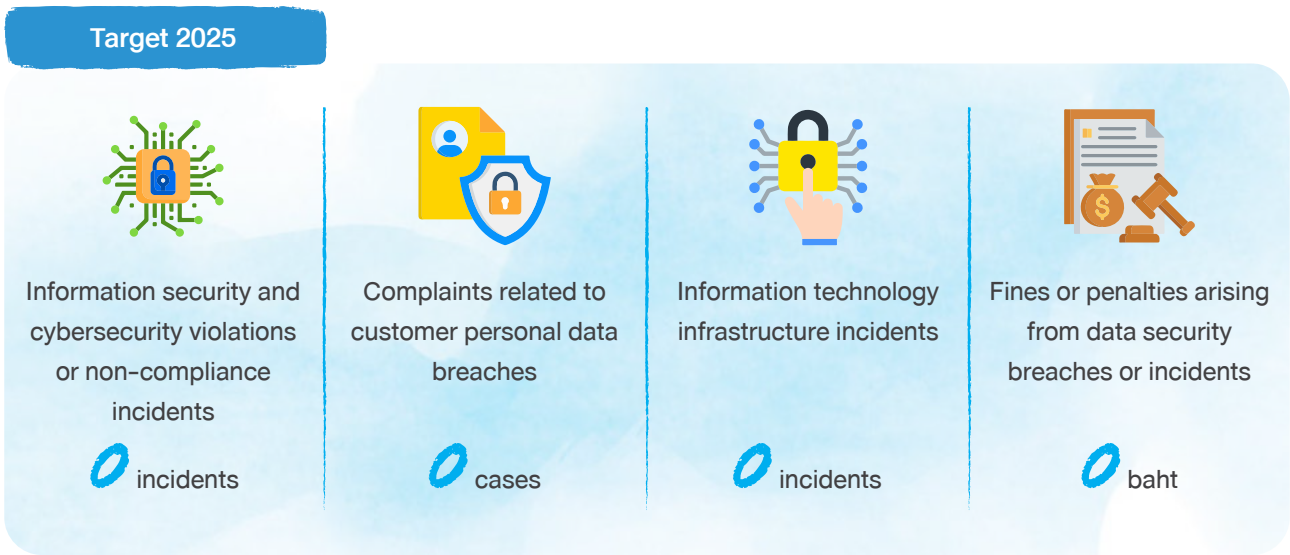 Target 2025
Information security and
cybersecurity violations
or non-compliance
incidents
0 incidents
Complaints related to
customer personal data
breaches
0 cases
Information technology
infrastructure incidents
0 incidents
$
Fines or penalties arising
from data security
breaches or incidents
0 baht